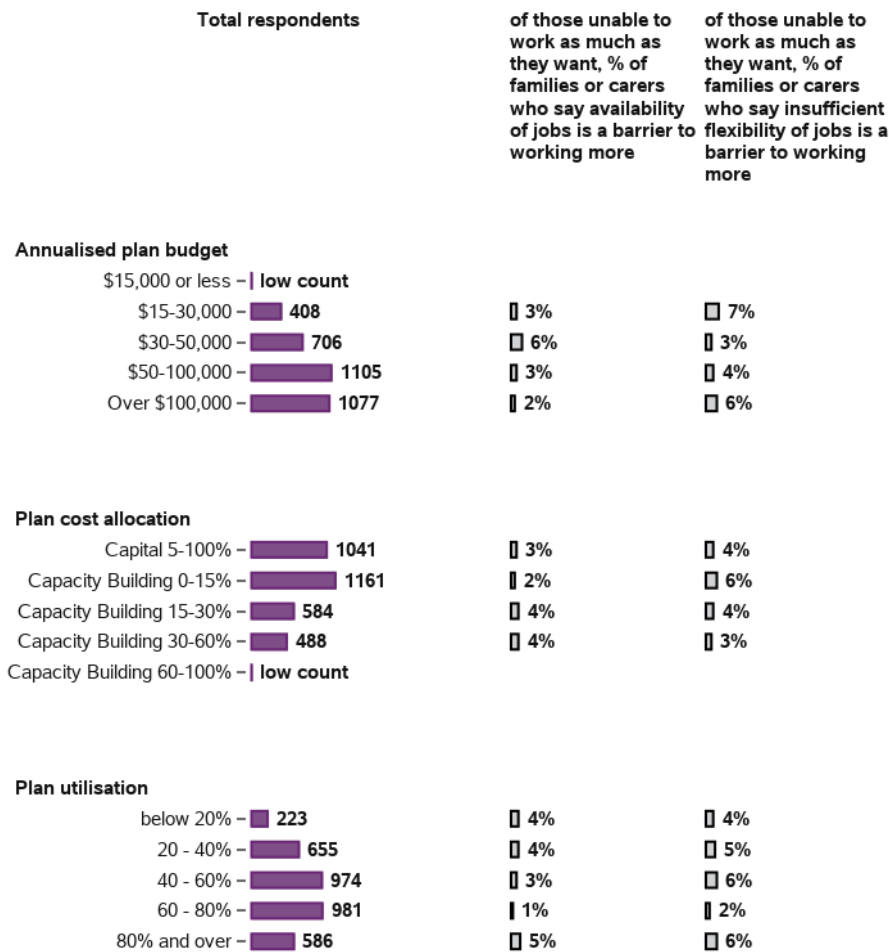 Total respondents
of those unable to
work as much as
they want, % of
families or carers
who say availability
of jobs is a barrier to
working more
of those unable to
work as much as
they want, % of
families or carers
who say insufficient
flexibility of jobs is a
barrier to working
more
Annualised plan budget
$15,000 or less – low count
$15-30,000 – 408 3% 7%
$30-50,000 – 706 6% 3%
$50-100,000 – 1105 3% 4%
Over $100,000 – 1077 2% 6%
Plan cost allocation
Capital 5-100% – 1041 3% 4%
Capacity Building 0-15% – 1161 2% 6%
Capacity Building 15-30% – 584 4% 4%
Capacity Building 30-60% – 488 4% 3%
Capacity Building 60-100% – low count
Plan utilisation
below 20% – 223 4% 4%
20 - 40% – 655 4% 5%
40 - 60% – 974 3% 6%
60 - 80% – 981 1% 2%
80% and over – 586 5% 6%